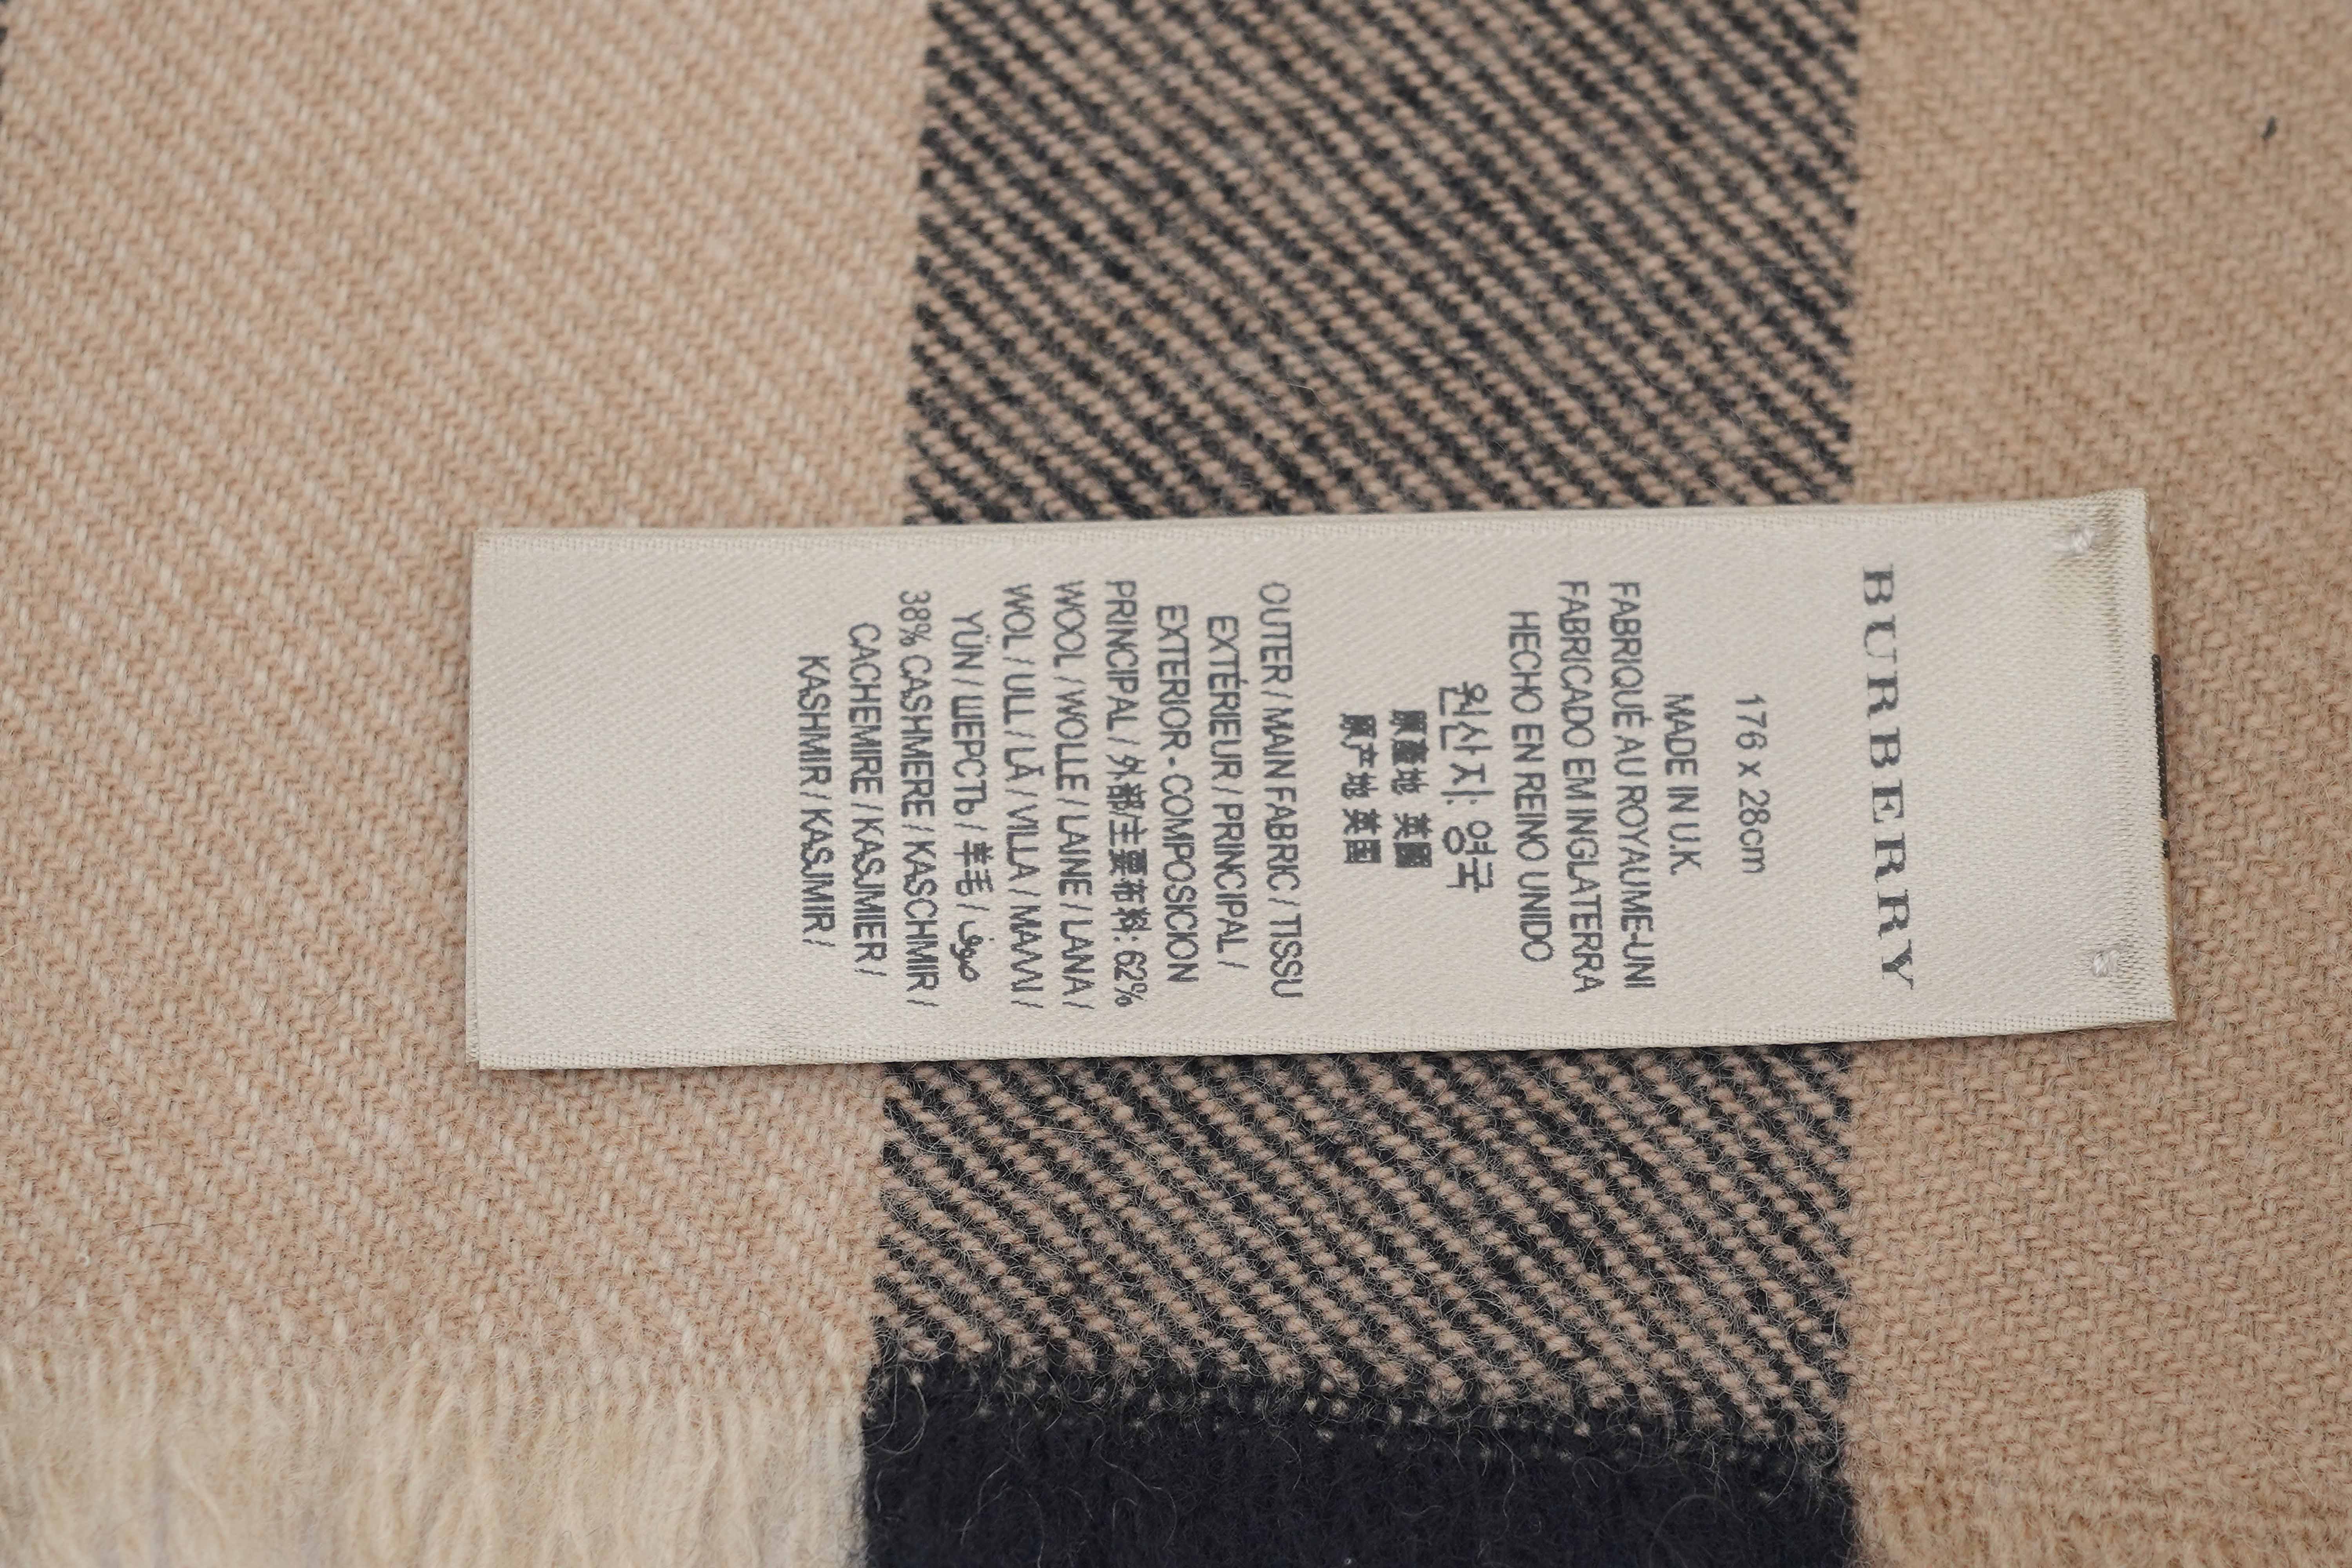 BURBERRY
176 x 28cm
MADE IN U.K.
FABRIQUÉ AU ROYAUME-UNI
FABRICADO EM INGLATERRA
HECHO EN REINO UNIDO
원산지: 영국
原產地 英國
原产地 英国
OUTER / MAIN FABRIC / TISSU
EXTÉRIEUR / PRINCIPAL /
EXTERIOR - COMPOSICION
PRINCIPAL / 外部/主要布料: 62%
WOOL / WOLLE / LAINE / LANA /
WOL / ULL / LÃ / VILLA / ΜΑΛΛΙ /
YÜN / ШЕРСТЬ / 羊毛 / صوف
38% CASHMERE / KASCHMIR /
CACHEMIRE / KASJMIER /
KASHMIR / KASJMIR /